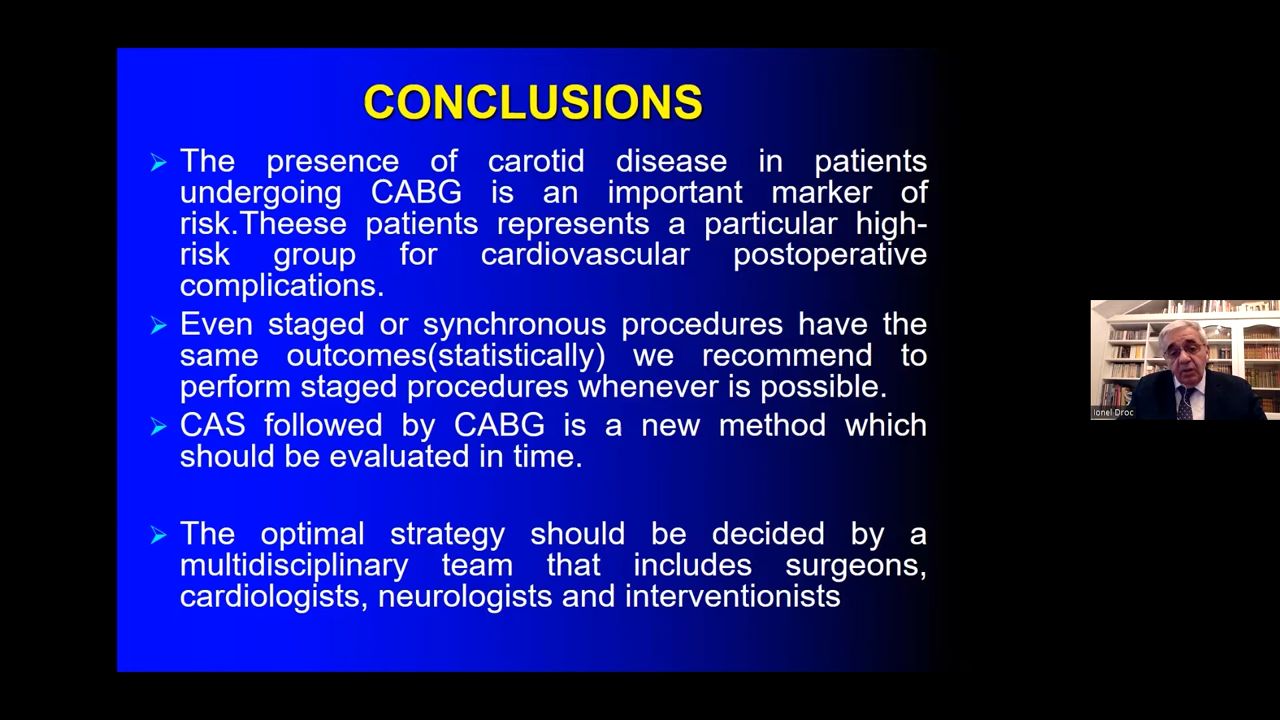 CONCLUSIONS
The presence of carotid disease in patients
undergoing CABG is an important marker of
risk.Theese patients represents a particular high-
risk group for cardiovascular postoperative
complications.
Even staged or synchronous procedures have the
same outcomes(statistically) we recommend to
perform staged procedures whenever is possible.
CAS followed by CABG is a new method which
should be evaluated in time.
The optimal strategy should be decided by a
multidisciplinary team that includes surgeons,
cardiologists, neurologists and interventionists
ionel Droc